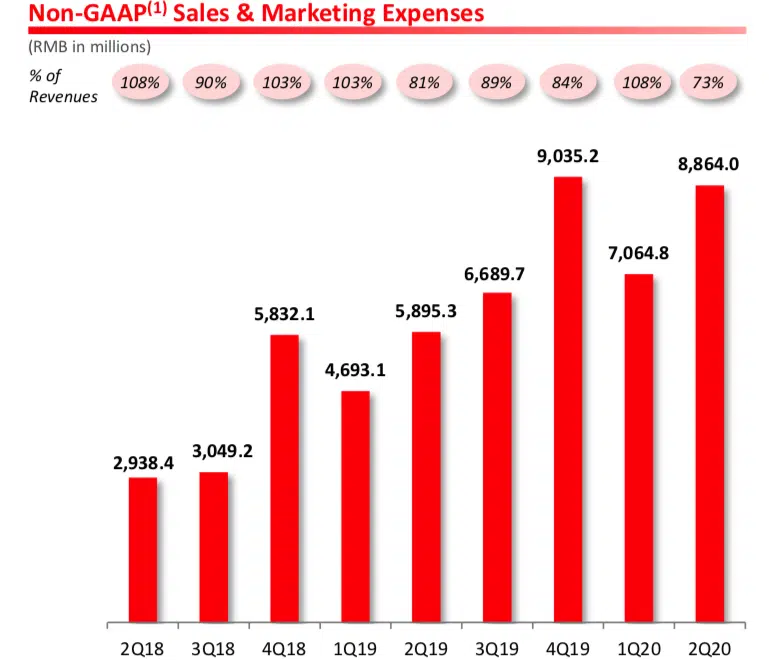 Non-GAAP(1) Sales & Marketing Expenses
(RMB in millions)
% of
Revenues
108% 90% 103% 103% 81% 89% 84% 108% 73%
2,938.4 3,049.2 5,832.1 4,693.1 5,895.3 6,689.7 9,035.2 7,064.8 8,864.0
2Q18 3Q18 4Q18 1Q19 2Q19 3Q19 4Q19 1Q20 2Q20